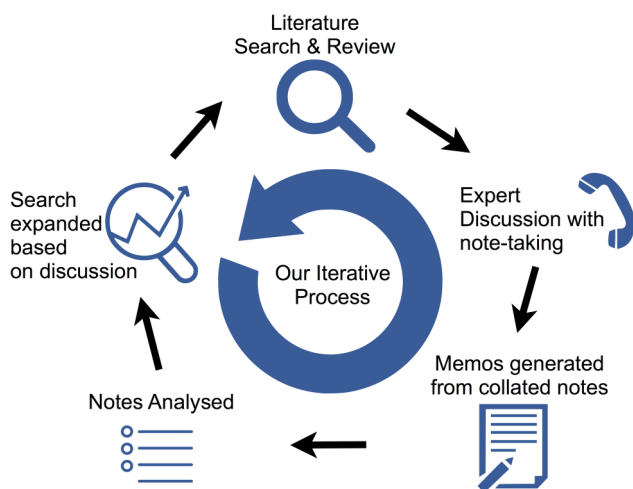 Literature
Search & Review
Expert
Discussion with
note-taking
Memos generated
from collated notes
Notes Analysed
Search
expanded
based
on discussion
Our Iterative
Process